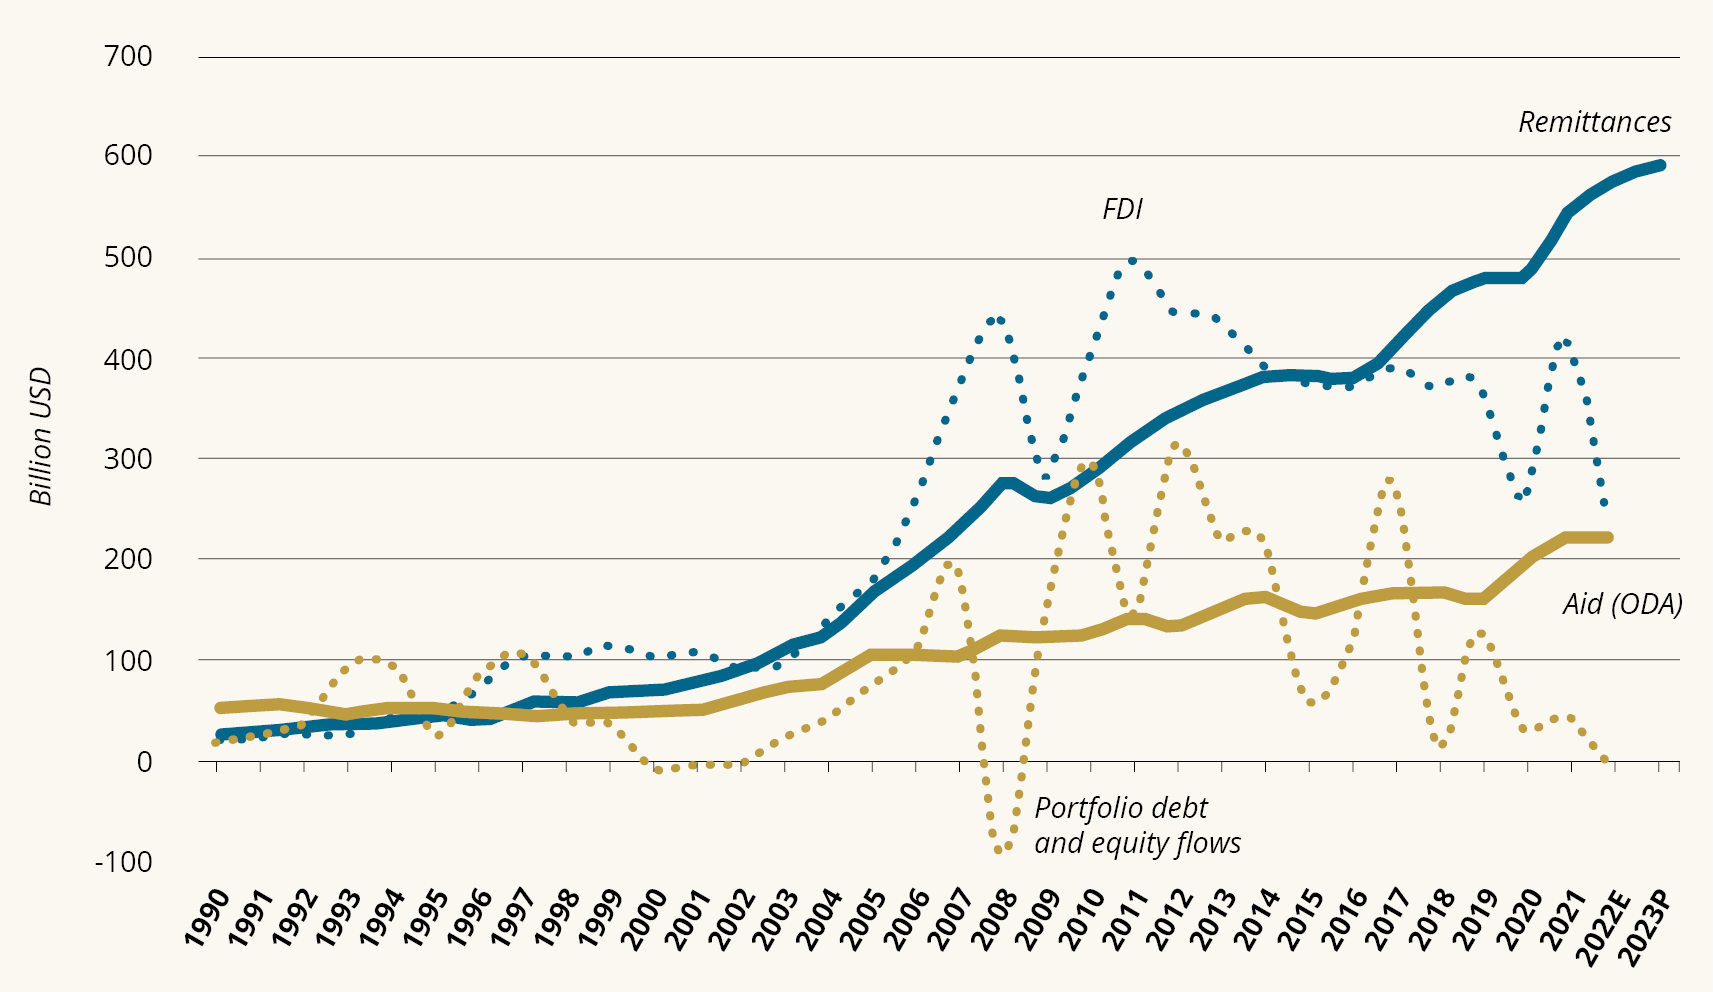 700
Remittances
600
FDI
500
400
Billion USD
300
200
Aid (ODA)
100
0
Portfolio debt
and equity flows
-100
1990 1991 1992 1993 1994 1995 1996 1997 1998 1999 2000 2001 2002 2003 2004 2005 2006 2007 2008 2009 2010 2011 2012 2013 2014 2015 2016 2017 2018 2019 2020 2021 2022E 2023P